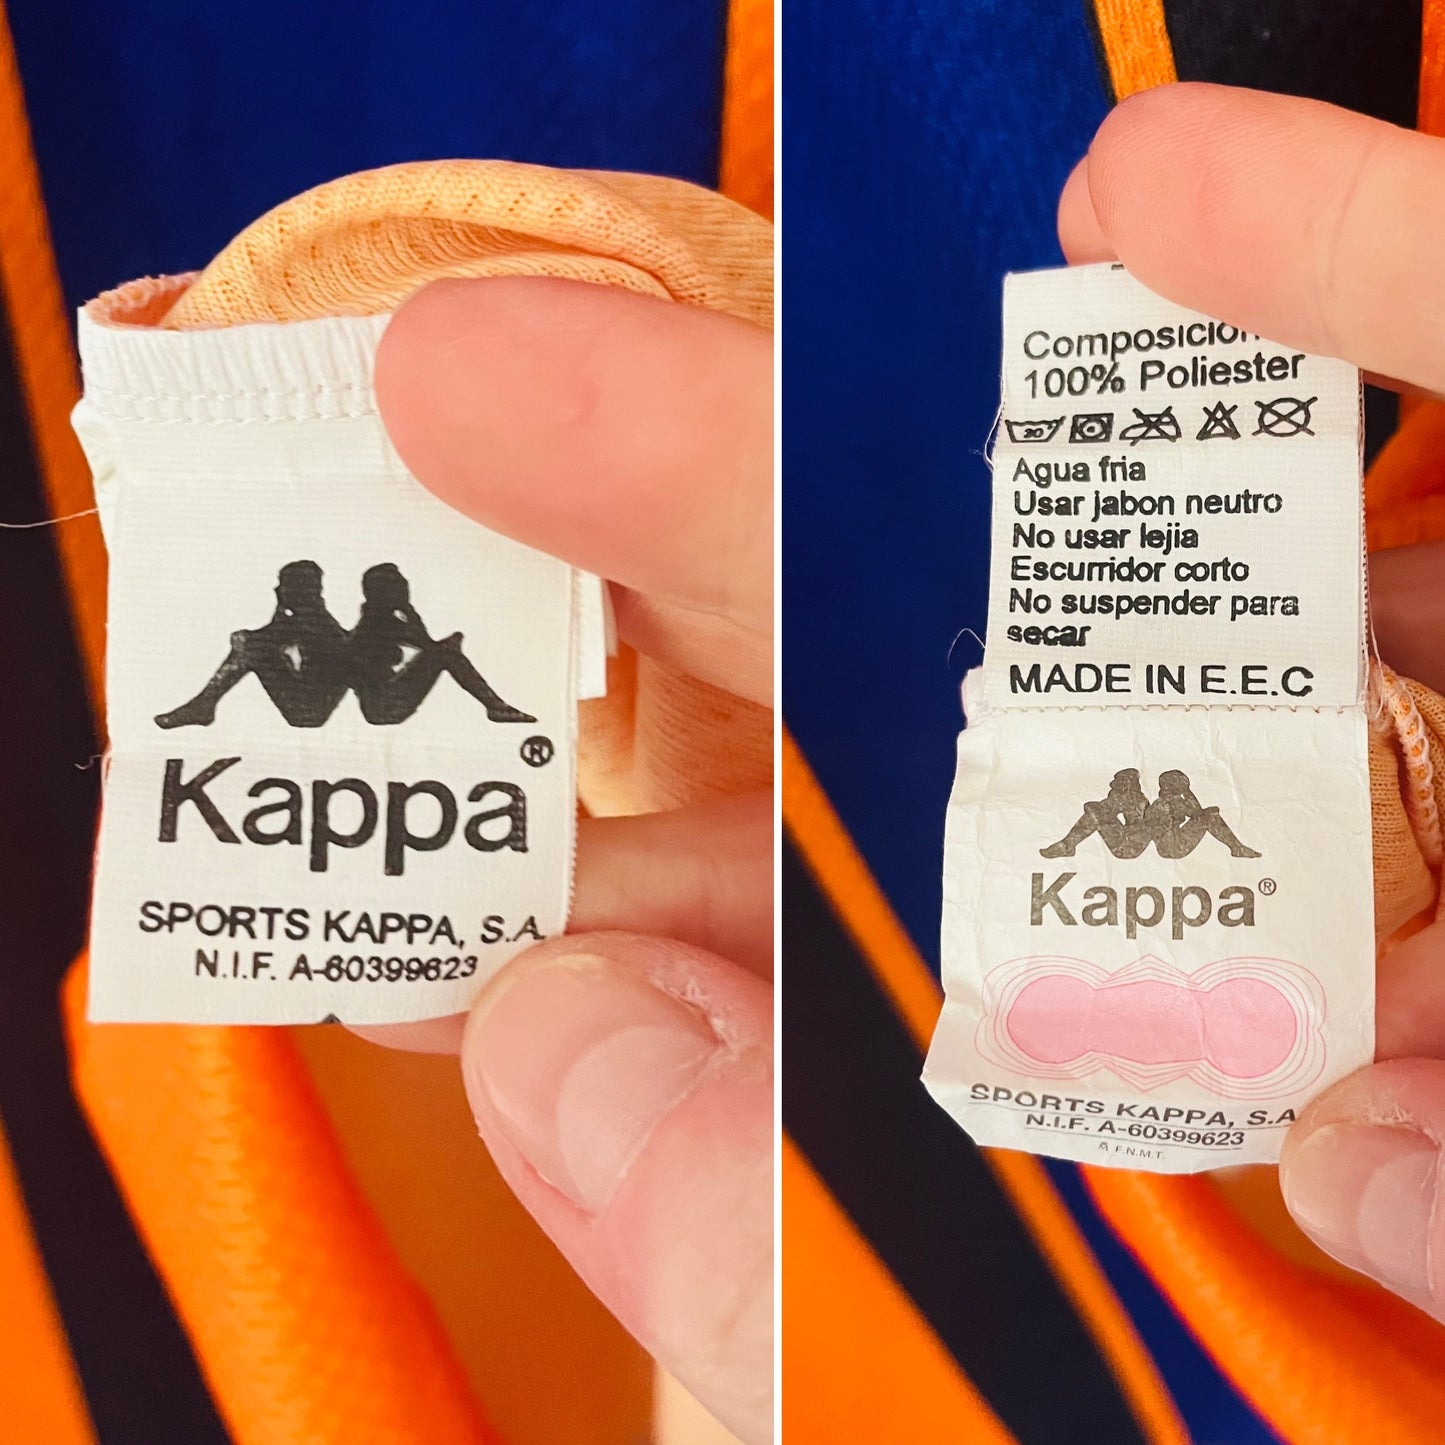 Kappa®
SPORTS KAPPA, S.A.
N.I.F. A-60399623
Composición
100% Poliester
30
Agua fria
Usar jabon neutro
No usar lejia
Escurridor corto
No suspender para
secar
MADE IN E.E.C
Kappa®
SPORTS KAPPA, S.A
N.I.F. A-60399623
F.N.M.T.